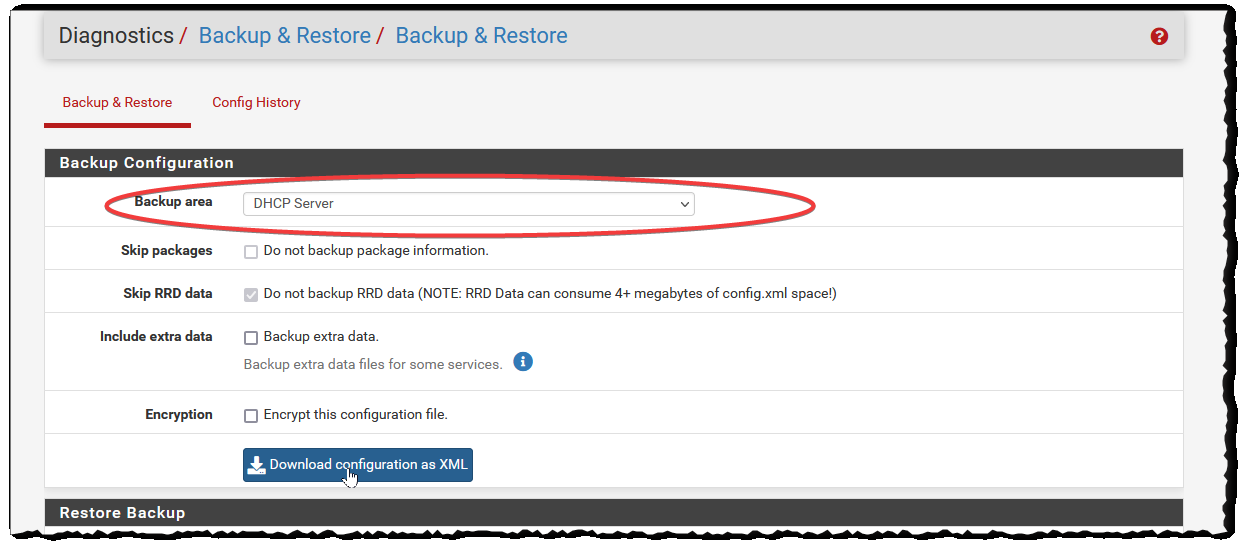 Diagnostics / Backup & Restore / Backup & Restore
Backup & Restore Config History
Backup Configuration
Backup area DHCP Server
Skip packages Do not backup package information.
Skip RRD data Do not backup RRD data (NOTE: RRD Data can consume 4+ megabytes of config.xml space!)
Include extra data Backup extra data.
Backup extra data files for some services.
Encryption Encrypt this configuration file.
Download configuration as XML
Restore Backup